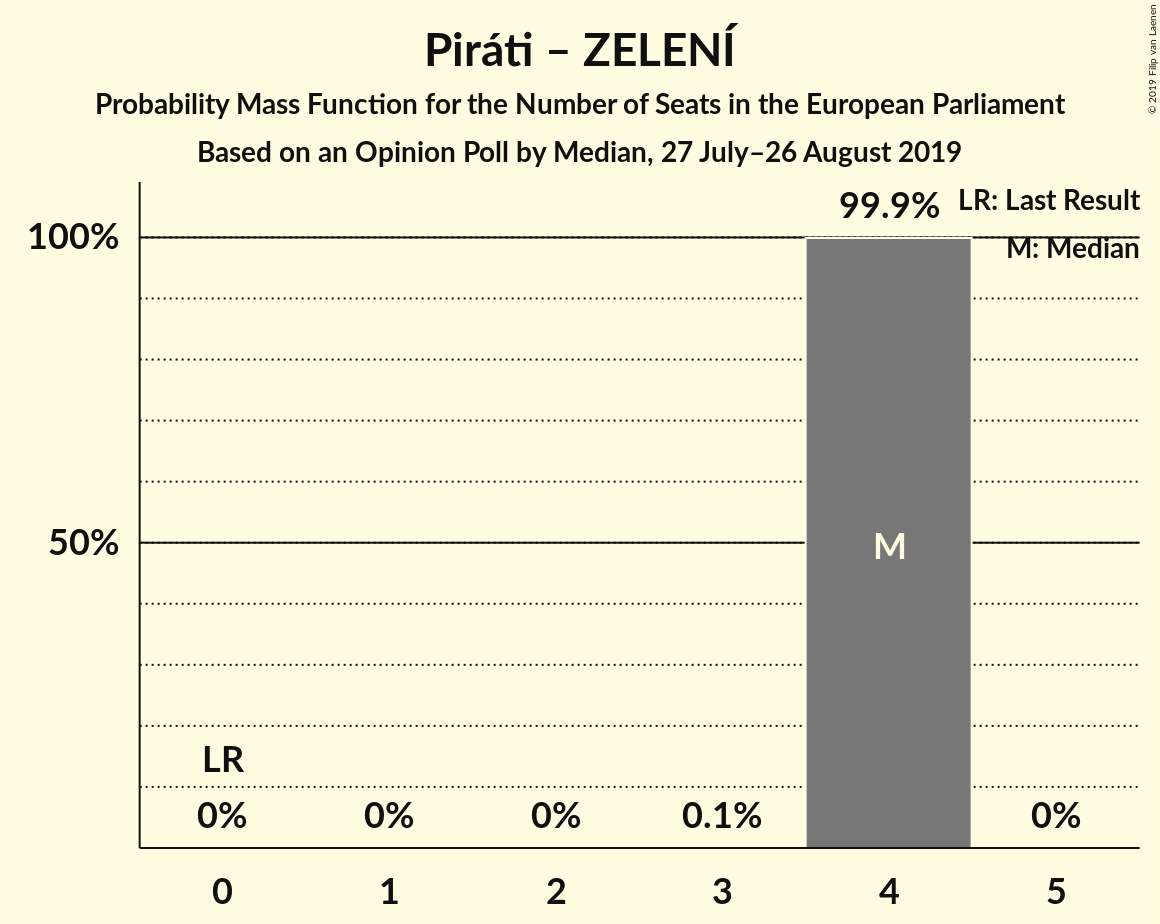 Piráti – ZELENÍ
Probability Mass Function for the Number of Seats in the European Parliament
Based on an Opinion Poll by Median, 27 July–26 August 2019
© 2019 Filip van Laenen
99.9%
LR: Last Result
M: Median
100%
50%
M
LR
0%
0%
0%
0.1%
0%
0
1
2
3
4
5